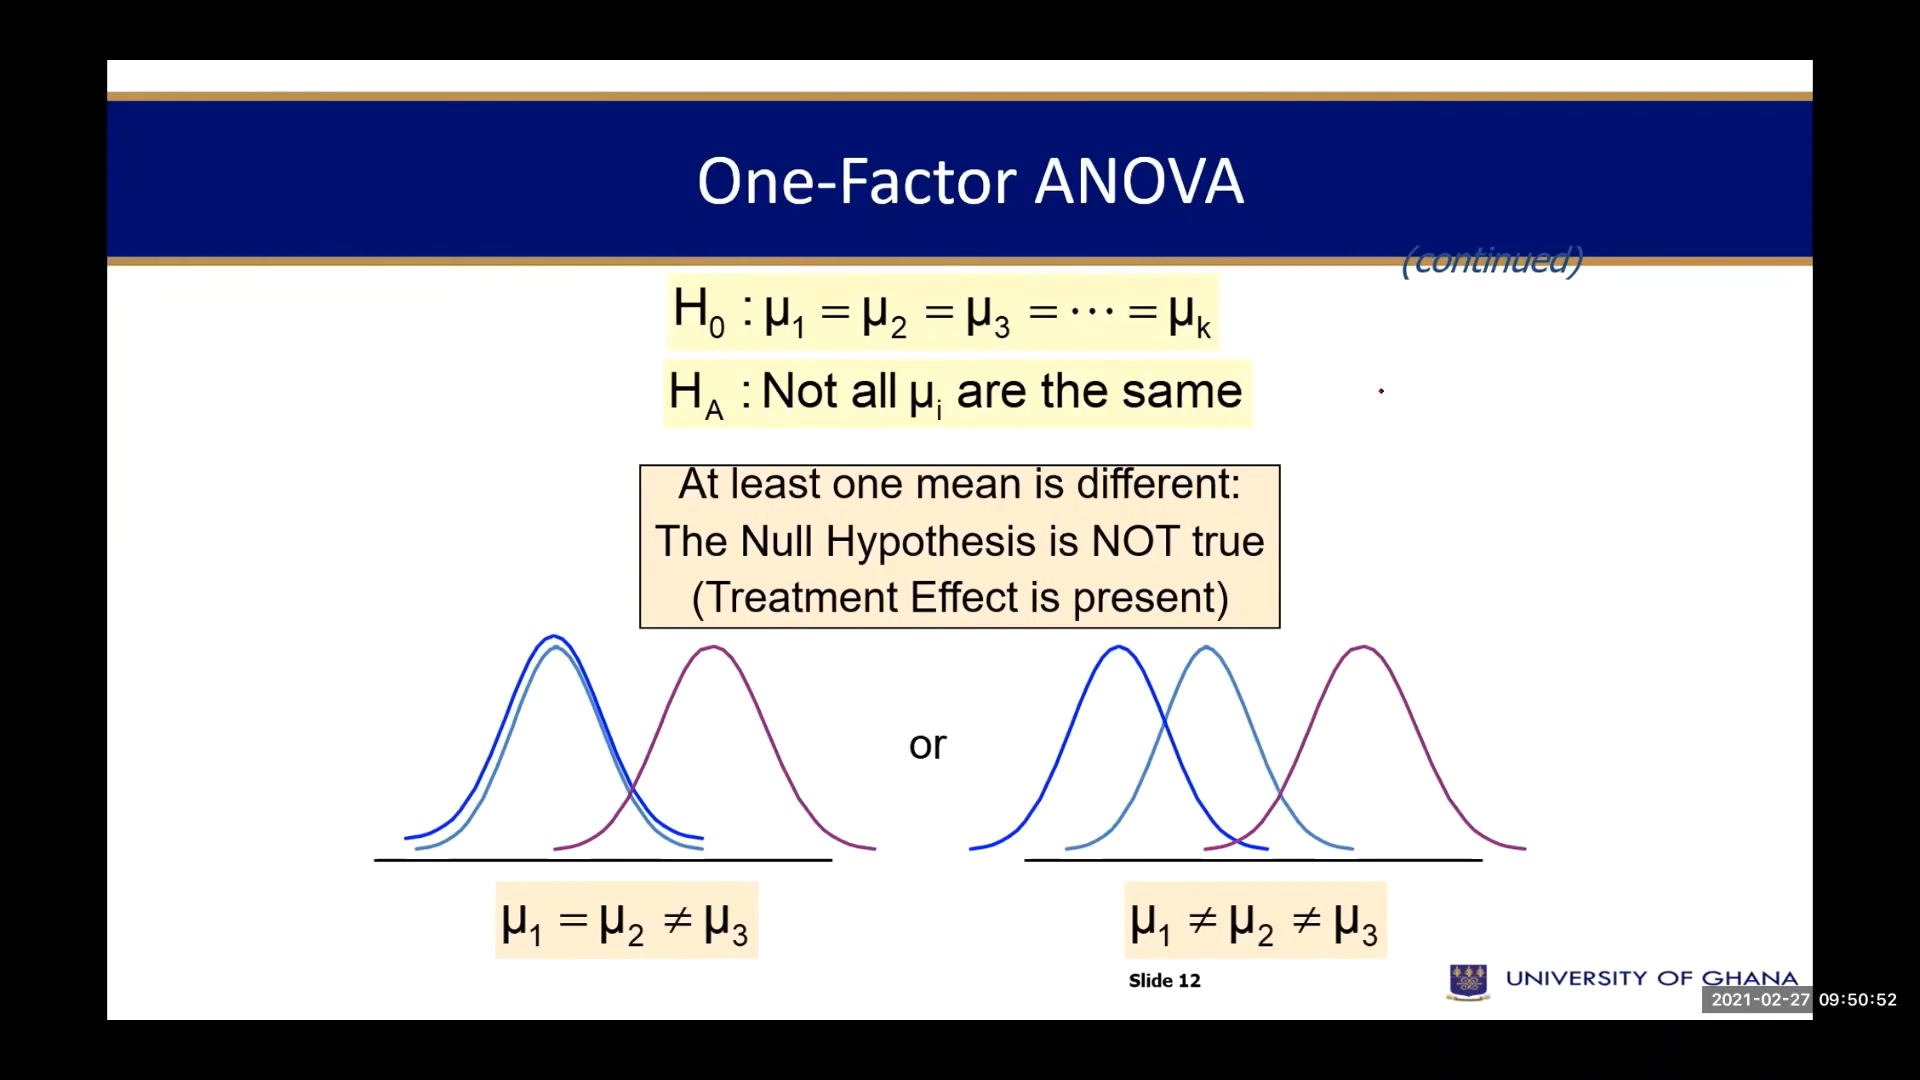 One-Factor ANOVA
(continued)
H₀ : μ₁ = μ₂ = μ₃ = ⋯ = μₖ
H_A : Not all μᵢ are the same
At least one mean is different:
The Null Hypothesis is NOT true
(Treatment Effect is present)
or
μ₁ = μ₂ ≠ μ₃
μ₁ ≠ μ₂ ≠ μ₃
Slide 12
UNIVERSITY OF GHANA
2021-02-27 09:50:52